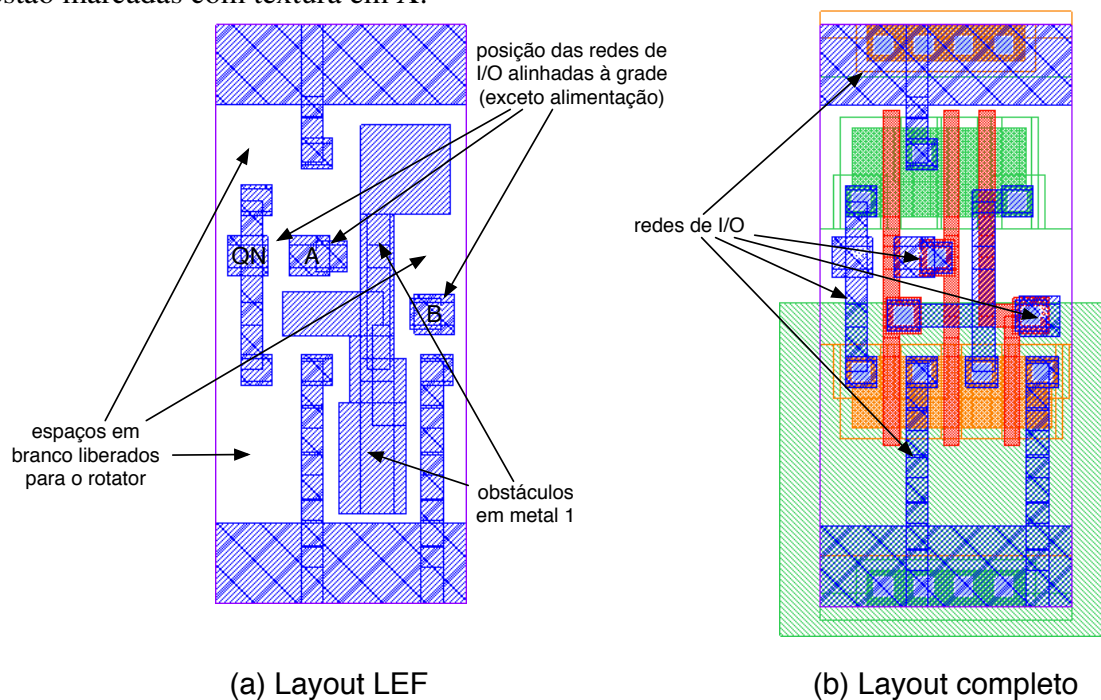 estão marcadas com textura em X.
posição das redes de
I/O alinhadas à grade
(exceto alimentação)
redes de I/O
QN
A
B
espaços em
branco liberados
para o rotator
obstáculos
em metal 1
(a) Layout LEF
(b) Layout completo